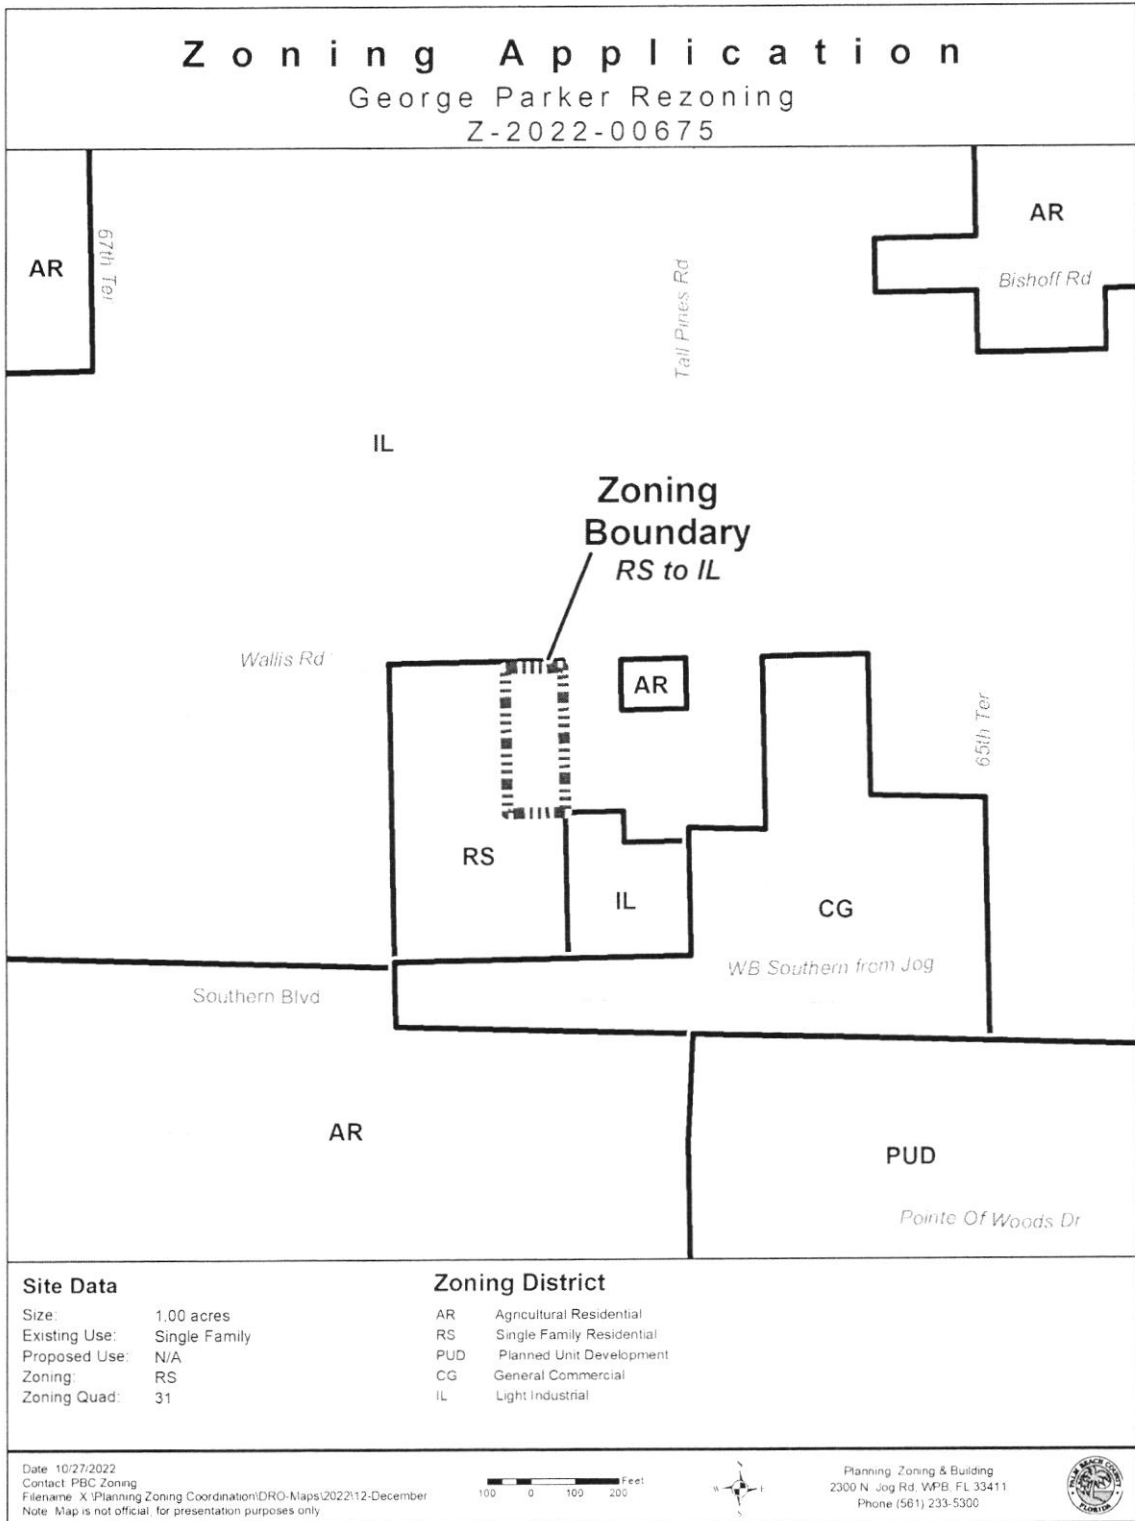 Zoning Application
George Parker Rezoning
Z-2022-00675
AR
67th Ter
Tall Pines Rd
AR
Bishoff Rd
IL
Zoning
Boundary
RS to IL
Wallis Rd
AR
65th Ter
RS
IL
CG
WB Southern from Jog
Southern Blvd
AR
PUD
Pointe Of Woods Dr
Site Data
Size: 1.00 acres
Existing Use: Single Family
Proposed Use: N/A
Zoning: RS
Zoning Quad: 31
Zoning District
AR Agricultural Residential
RS Single Family Residential
PUD Planned Unit Development
CG General Commercial
IL Light Industrial
Date 10/27/2022
Contact PBC Zoning
Filename X:\Planning Zoning Coordination\DRO-Maps\2022\12-December
Note Map is not official, for presentation purposes only
Feet
100 0 100 200
W E
S
Planning Zoning & Building
2300 N. Jog Rd, WPB, FL 33411
Phone (561) 233-5300
PALM BEACH COUNTY
FLORIDA